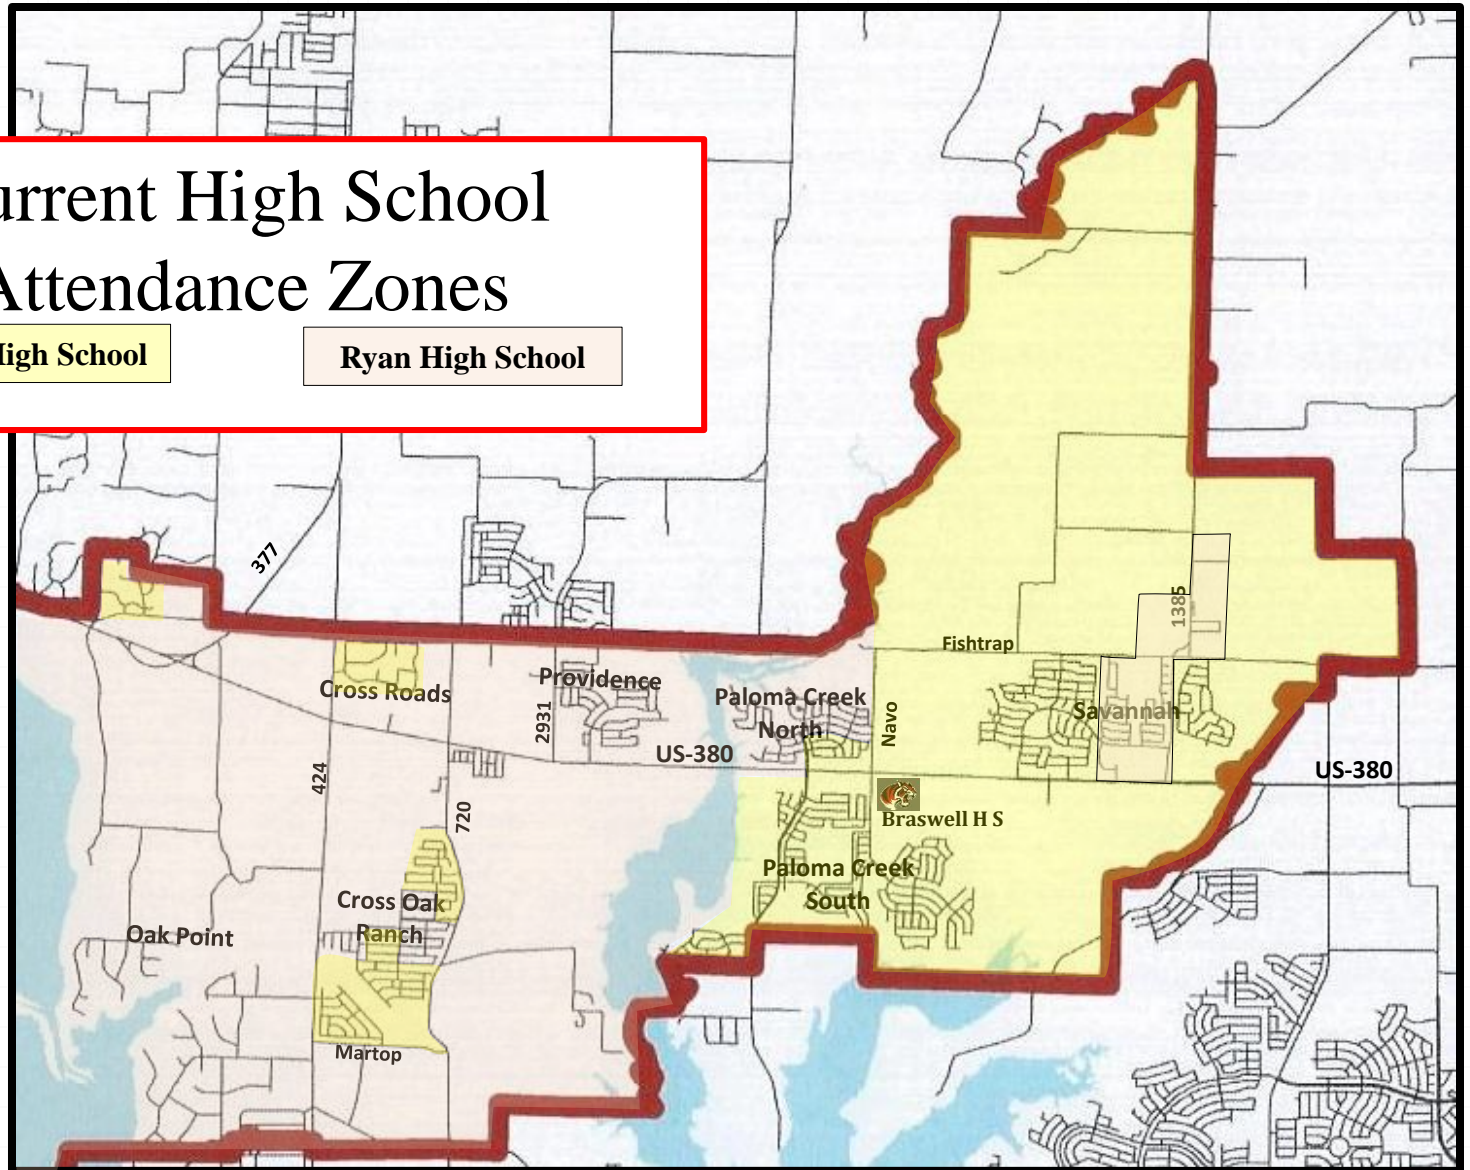 urrent High School
Attendance Zones
High School
Ryan High School
377
1385
Fishtrap
Cross Roads
Providence
Paloma Creek
North
Navo
Savannah
2931
US-380
US-380
424
720
Braswell H S
Paloma Creek
South
Cross Oak
Ranch
Oak Point
Martop